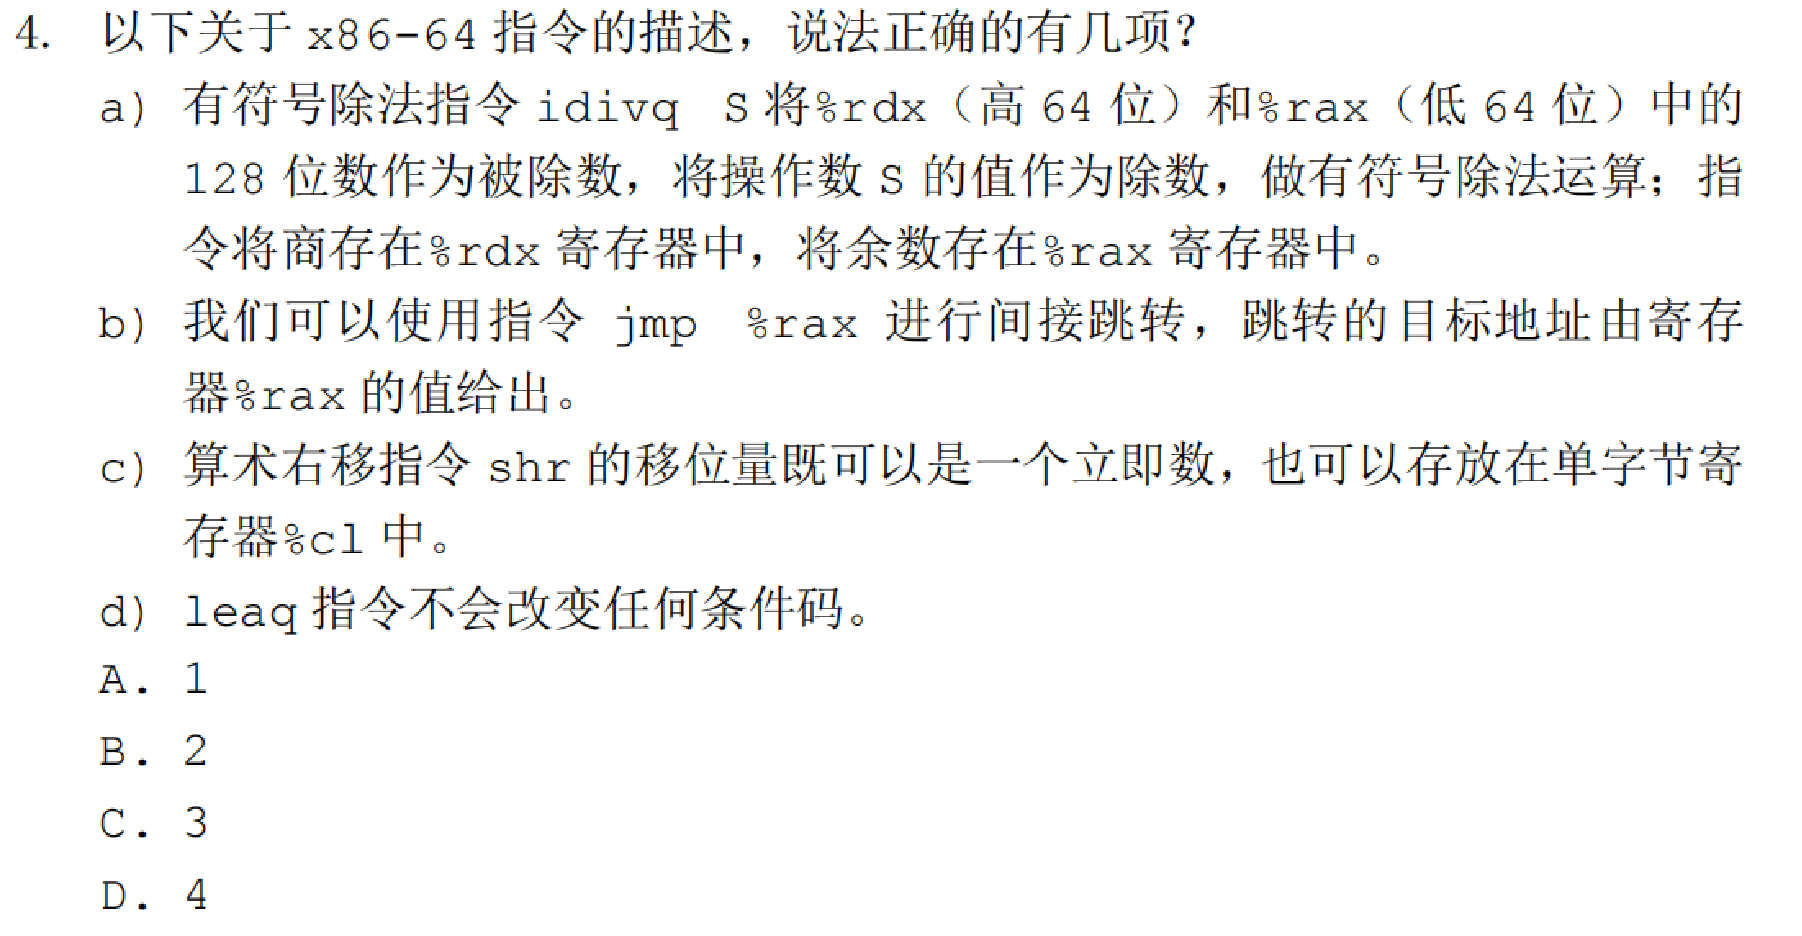 4. 以下关于 x86-64 指令的描述，说法正确的有几项？
a) 有符号除法指令 idivq S 将%rdx（高 64 位）和%rax（低 64 位）中的
128 位数作为被除数，将操作数 S 的值作为除数，做有符号除法运算；指
令将商存在%rdx 寄存器中，将余数存在%rax 寄存器中。
b) 我们可以使用指令 jmp %rax 进行间接跳转，跳转的目标地址由寄存
器%rax 的值给出。
c) 算术右移指令 shr 的移位量既可以是一个立即数，也可以存放在单字节寄
存器%cl 中。
d) leaq 指令不会改变任何条件码。
A. 1
B. 2
C. 3
D. 4